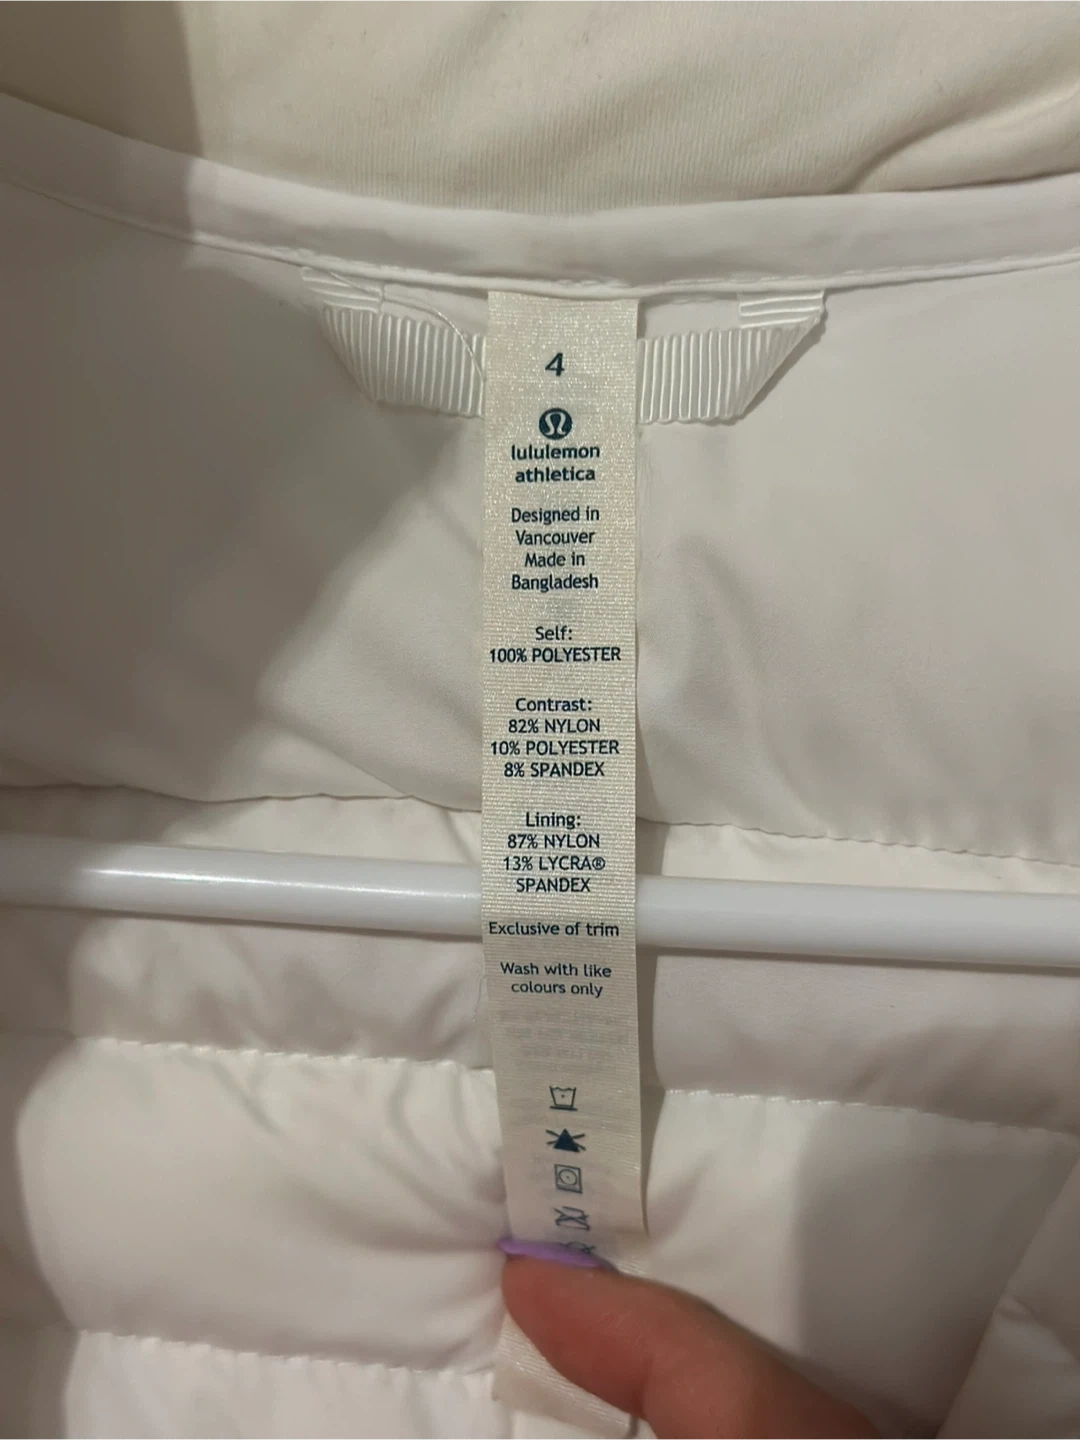 4
lululemon
athletica
Designed in
Vancouver
Made in
Bangladesh
Self:
100% POLYESTER
Contrast:
82% NYLON
10% POLYESTER
8% SPANDEX
Lining:
87% NYLON
13% LYCRA®
SPANDEX
Exclusive of trim
Wash with like
colours only